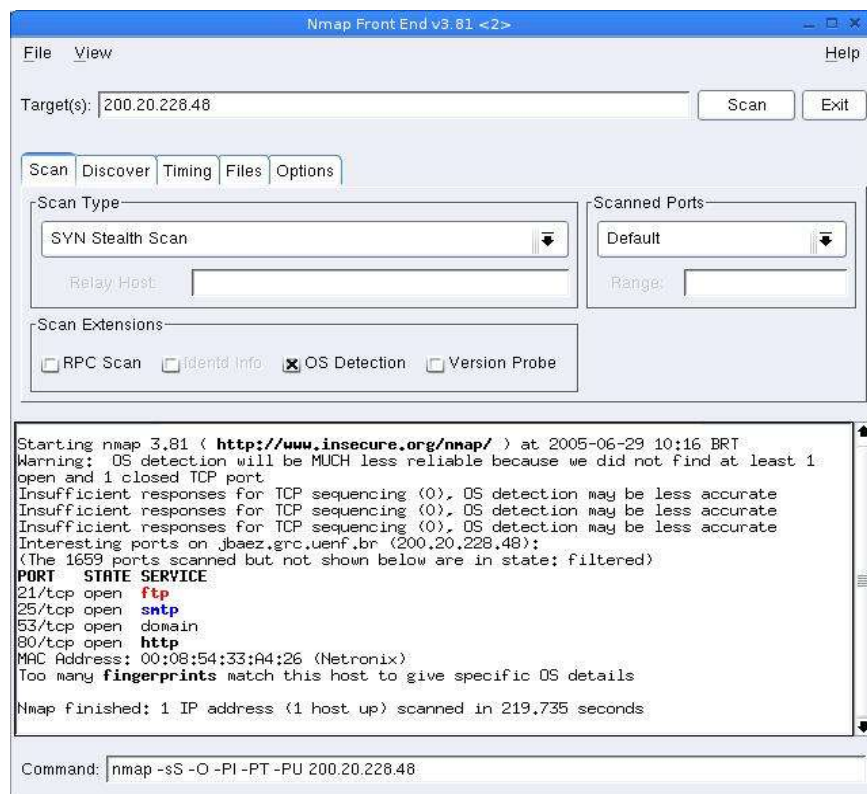 Nmap Front End v3.81 <2>
File View Help
Target(s): 200.20.228.48 Scan Exit
Scan Discover Timing Files Options
Scan Type Scanned Ports
SYN Stealth Scan Default
Relay Host: Range:
Scan Extensions
RPC Scan Identd Info OS Detection Version Probe
Starting nmap 3.81 ( http://www.insecure.org/nmap/ ) at 2005-06-29 10:16 BRT
Warning:  OS detection will be MUCH less reliable because we did not find at least 1
open and 1 closed TCP port
Insufficient responses for TCP sequencing (0), OS detection may be less accurate
Insufficient responses for TCP sequencing (0), OS detection may be less accurate
Insufficient responses for TCP sequencing (0), OS detection may be less accurate
Interesting ports on jbaez.grc.uenf.br (200.20.228.48):
(The 1659 ports scanned but not shown below are in state: filtered)
PORT   STATE SERVICE
21/tcp open  ftp
25/tcp open  smtp
53/tcp open  domain
80/tcp open  http
MAC Address: 00:08:54:33:A4:26 (Netronix)
Too many fingerprints match this host to give specific OS details
Nmap finished: 1 IP address (1 host up) scanned in 219.735 seconds
Command: nmap -sS -O -PI -PT -PU 200.20.228.48